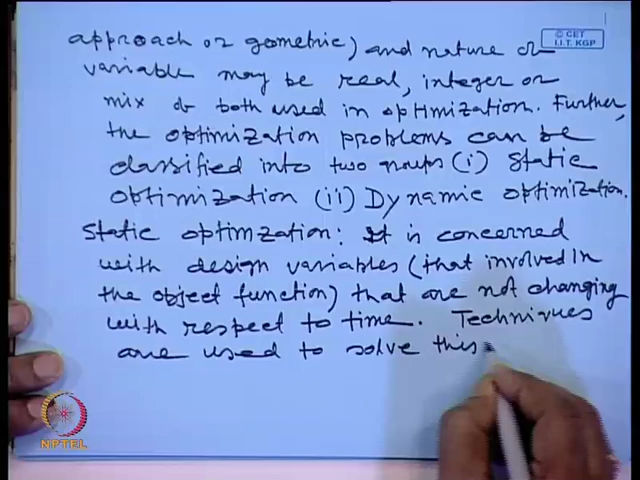 © CET
I.I.T. KGP
approach or gometric) and nature of
variable may be real, integer or
mix of both used in optimization. Further,
the optimization problems can be
classified into two groups (i) Static
optimization (ii) Dynamic optimization.
Static optimzation: It is concerned
with design variables (that involved in
the object function) that are not changing
with respect to time. Techniques
are used to solve this
NPTEL